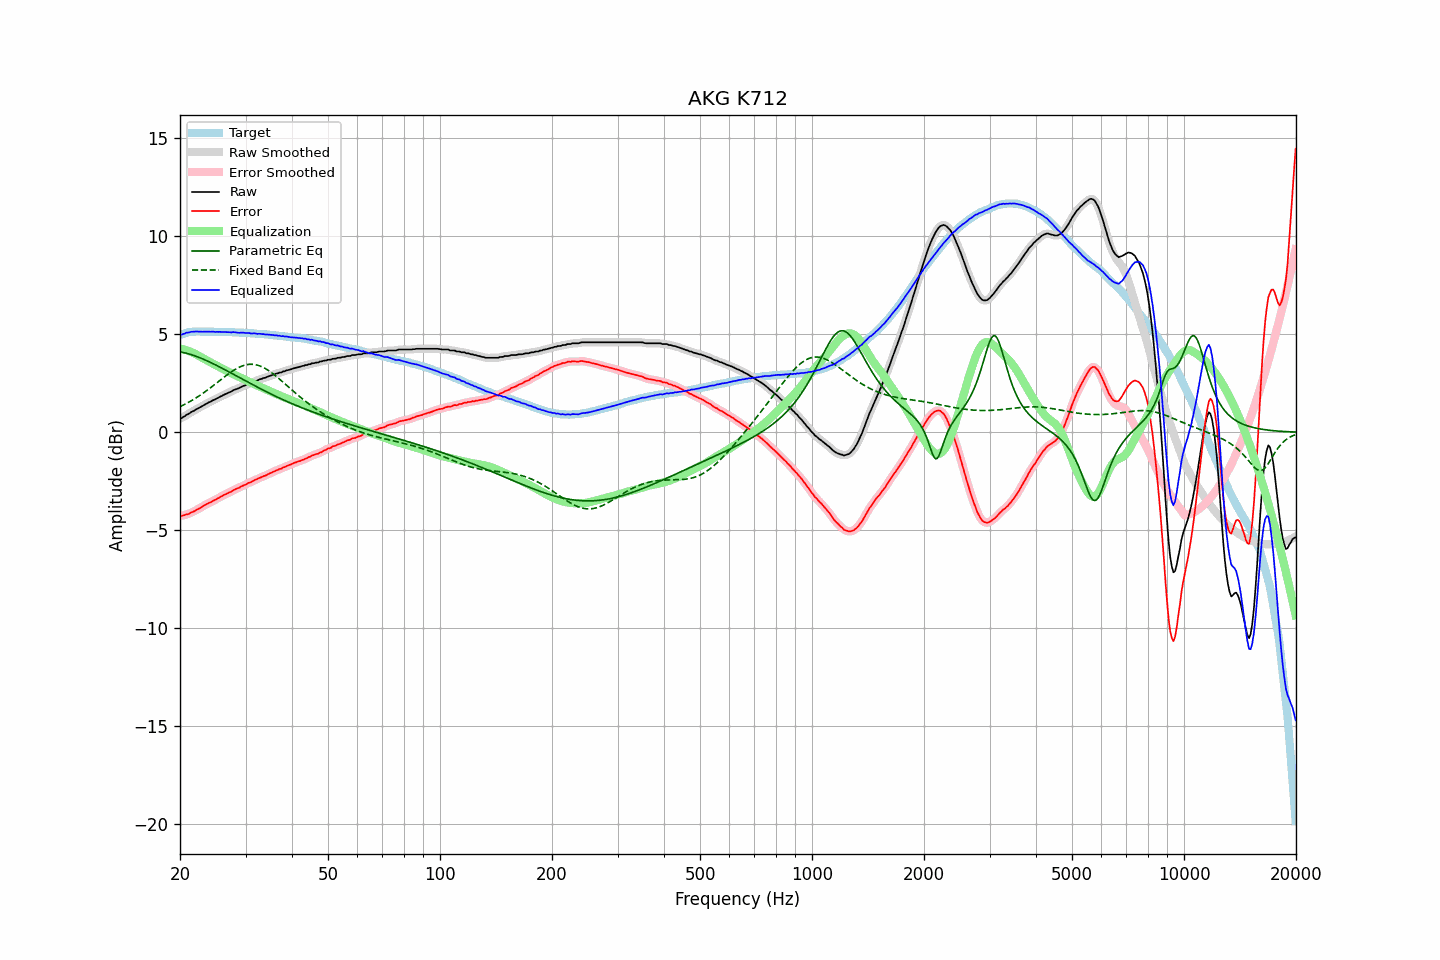 AKG K712
Target
Raw Smoothed
Error Smoothed
Raw
Error
Equalization
Parametric Eq
Fixed Band Eq
Equalized
15
10
5
0
−5
−10
−15
−20
Amplitude (dBr)
20 50 100 200 500 1000 2000 5000 10000 20000
Frequency (Hz)